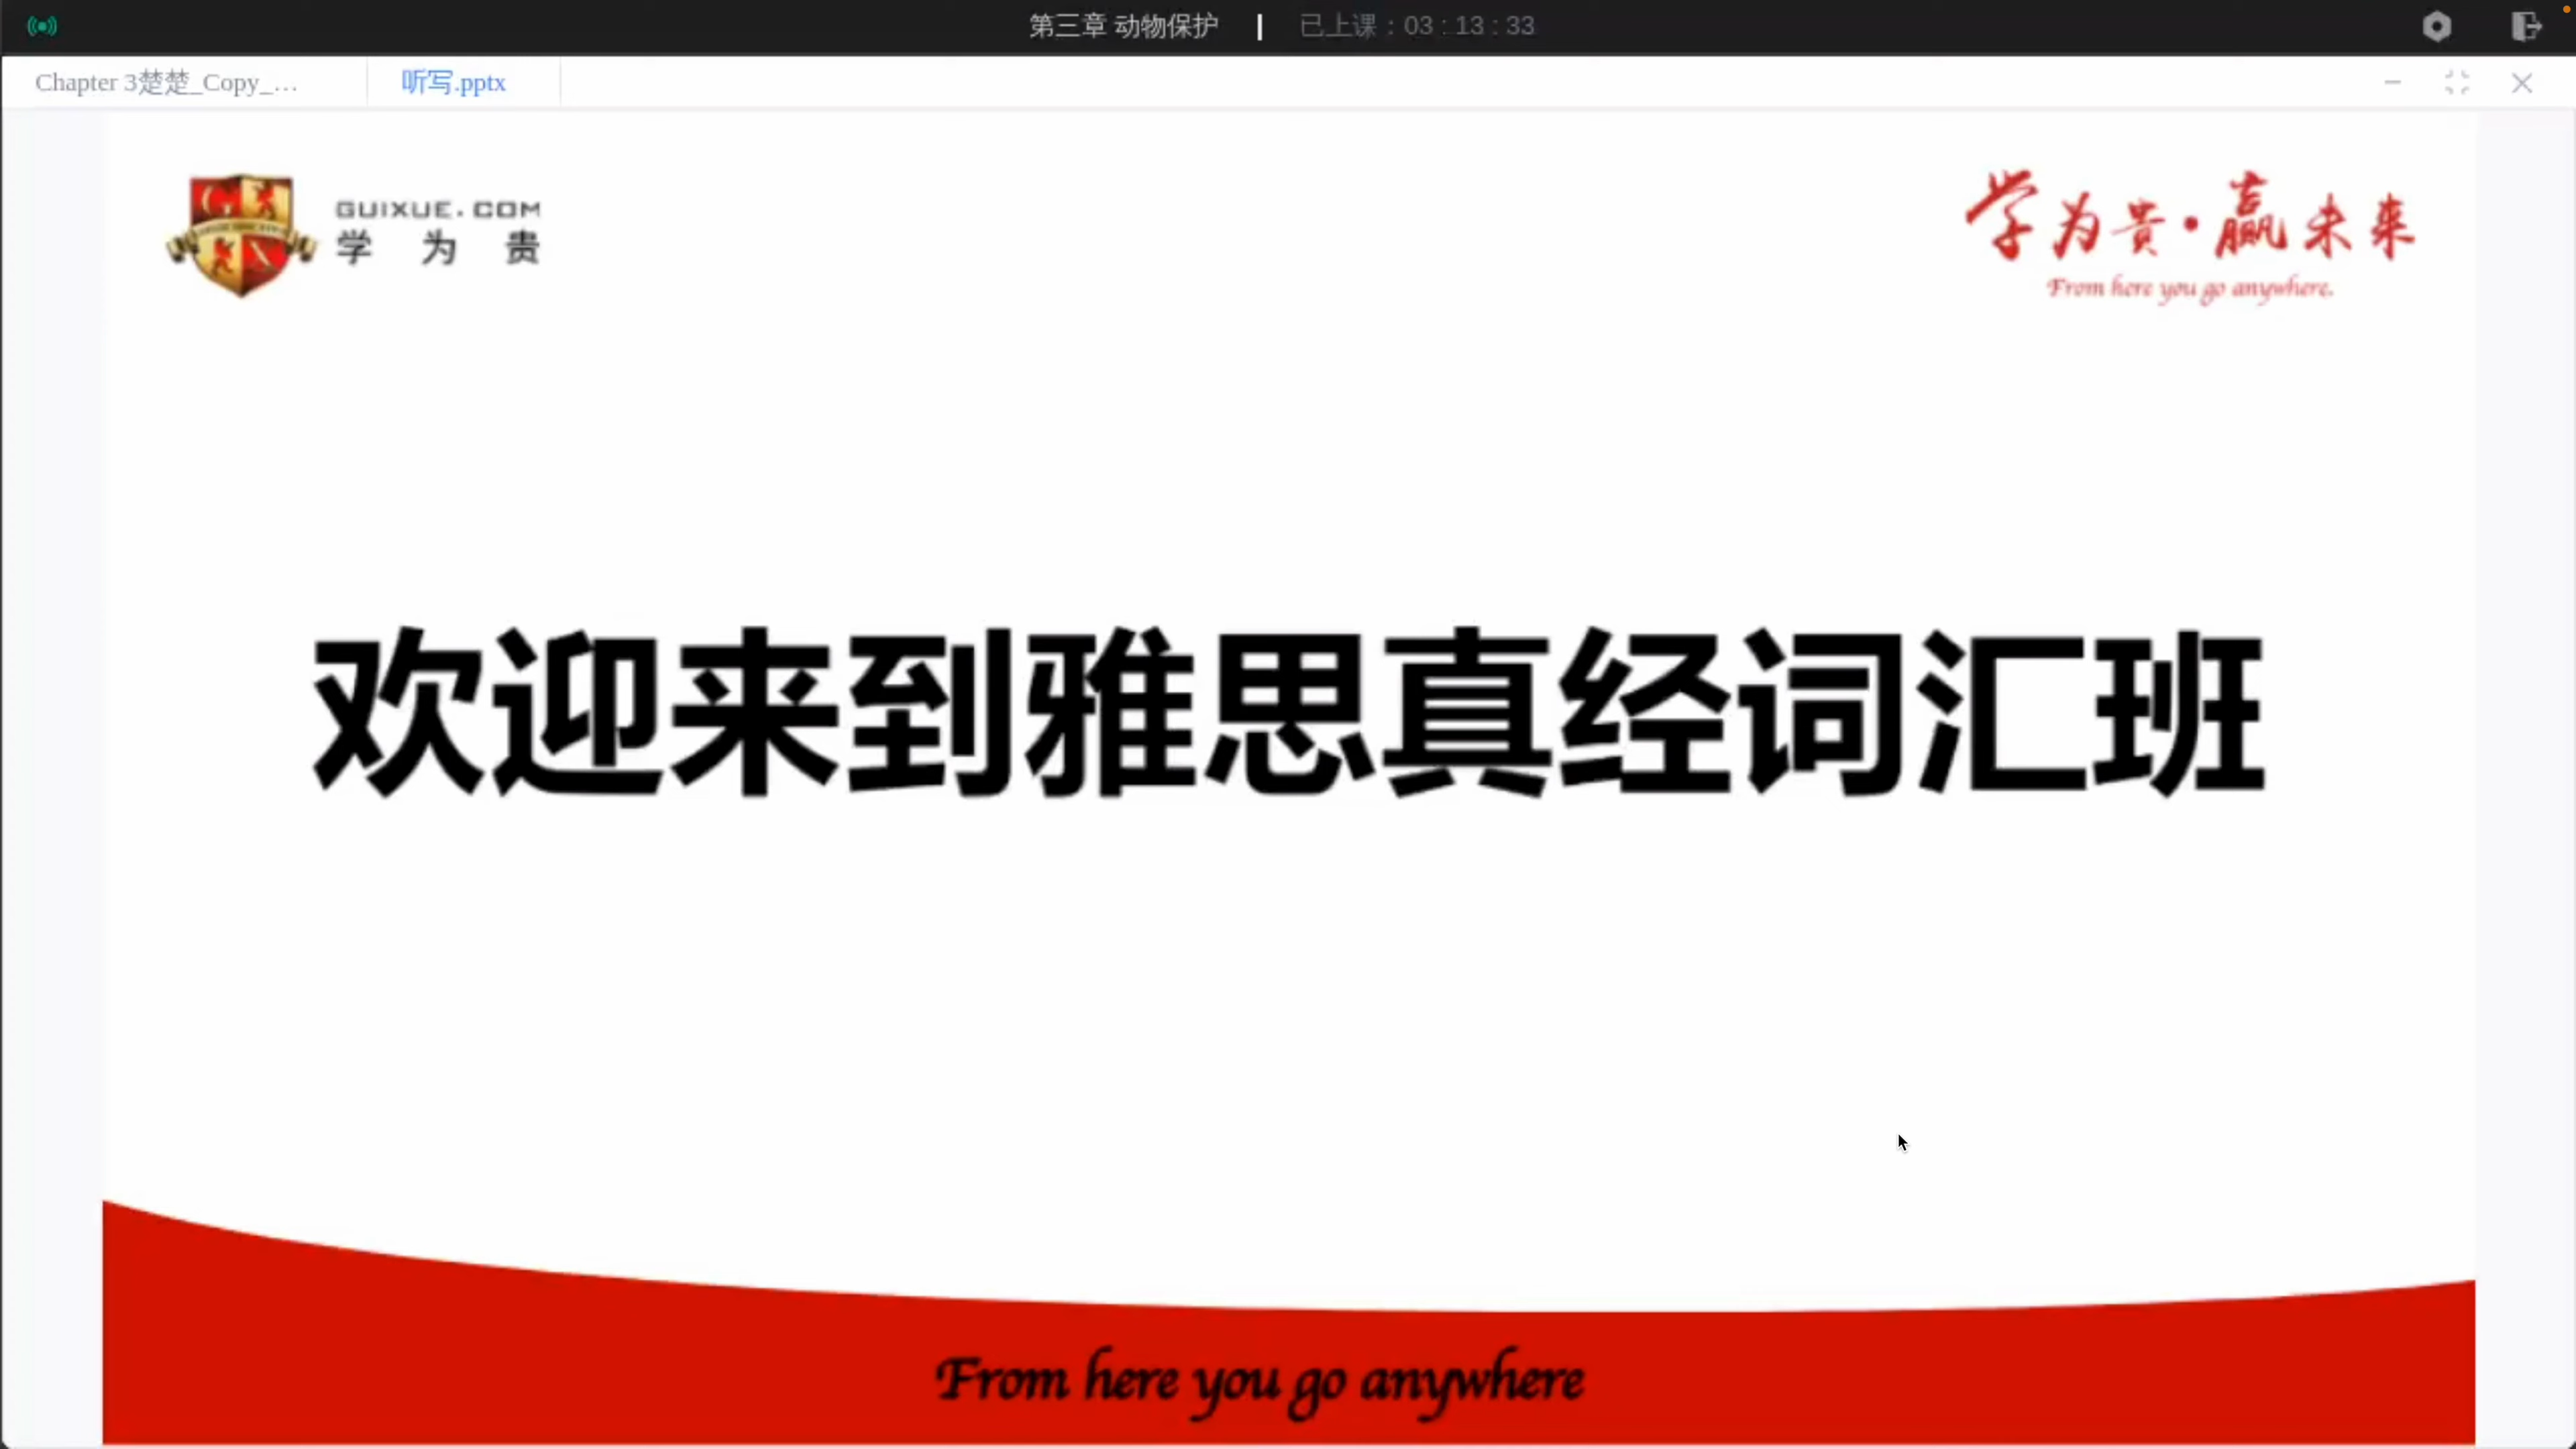 第三章 动物保护 | 已上课：03 : 13 : 33
Chapter 3楚楚_Copy_... 听写.pptx
GUIXUE.COM
学为贵
学为贵·赢未来
From here you go anywhere.
欢迎来到雅思真经词汇班
From here you go anywhere